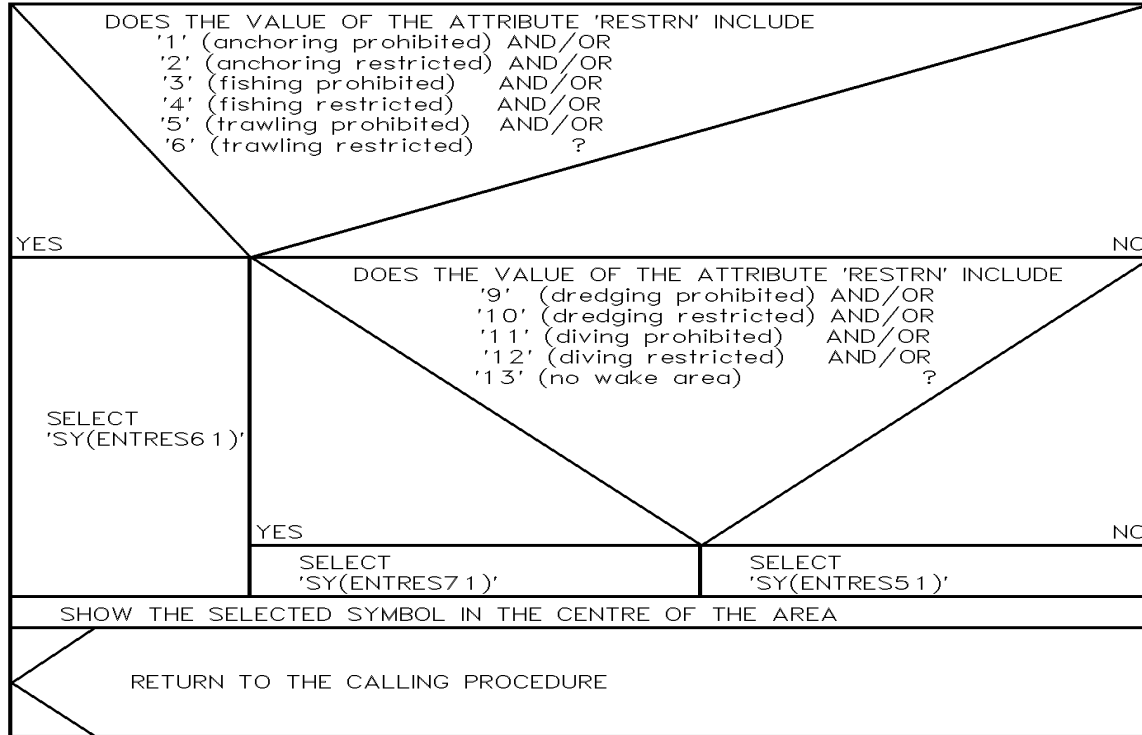 DOES THE VALUE OF THE ATTRIBUTE 'RESTRN' INCLUDE
'1' (anchoring prohibited) AND/OR
'2' (anchoring restricted) AND/OR
'3' (fishing prohibited) AND/OR
'4' (fishing restricted) AND/OR
'5' (trawling prohibited) AND/OR
'6' (trawling restricted) ?
YES
NO
DOES THE VALUE OF THE ATTRIBUTE 'RESTRN' INCLUDE
'9' (dredging prohibited) AND/OR
'10' (dredging restricted) AND/OR
'11' (diving prohibited) AND/OR
'12' (diving restricted) AND/OR
'13' (no wake area) ?
SELECT
'SY(ENTRES61)'
YES
NO
SELECT
'SY(ENTRES71)'
SELECT
'SY(ENTRES51)'
SHOW THE SELECTED SYMBOL IN THE CENTRE OF THE AREA
RETURN TO THE CALLING PROCEDURE